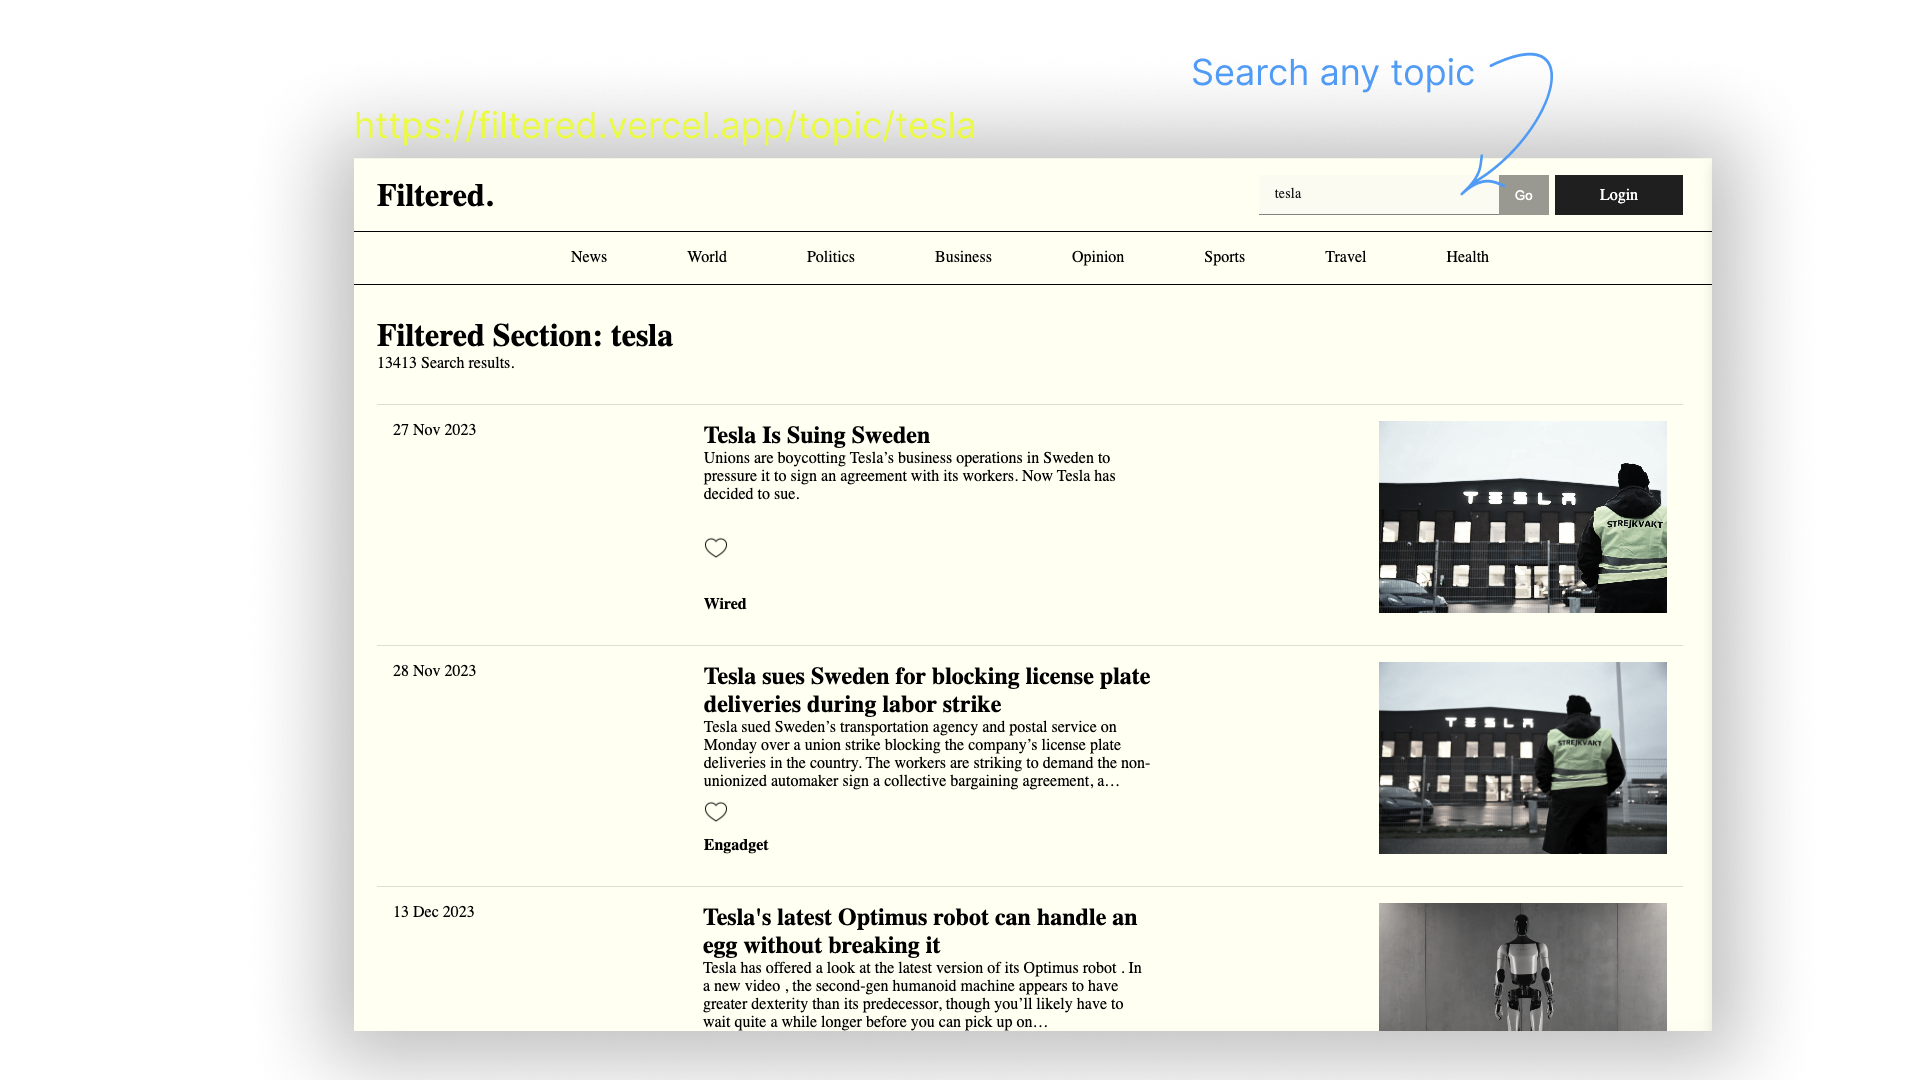 Search any topic
https://filtered.vercel.app/topic/tesla
Filtered.
tesla
Go
Login
News
World
Politics
Business
Opinion
Sports
Travel
Health
Filtered Section: tesla
13413 Search results.
27 Nov 2023
Tesla Is Suing Sweden
Unions are boycotting Tesla’s business operations in Sweden to
pressure it to sign an agreement with its workers. Now Tesla has
decided to sue.
Wired
TESLA
STREJKVAKT
28 Nov 2023
Tesla sues Sweden for blocking license plate
deliveries during labor strike
Tesla sued Sweden’s transportation agency and postal service on
Monday over a union strike blocking the company’s license plate
deliveries in the country. The workers are striking to demand the non-
unionized automaker sign a collective bargaining agreement, a…
Engadget
TESLA
STREJKVAKT
13 Dec 2023
Tesla's latest Optimus robot can handle an
egg without breaking it
Tesla has offered a look at the latest version of its Optimus robot . In
a new video , the second-gen humanoid machine appears to have
greater dexterity than its predecessor, though you’ll likely have to
wait quite a while longer before you can pick up on…